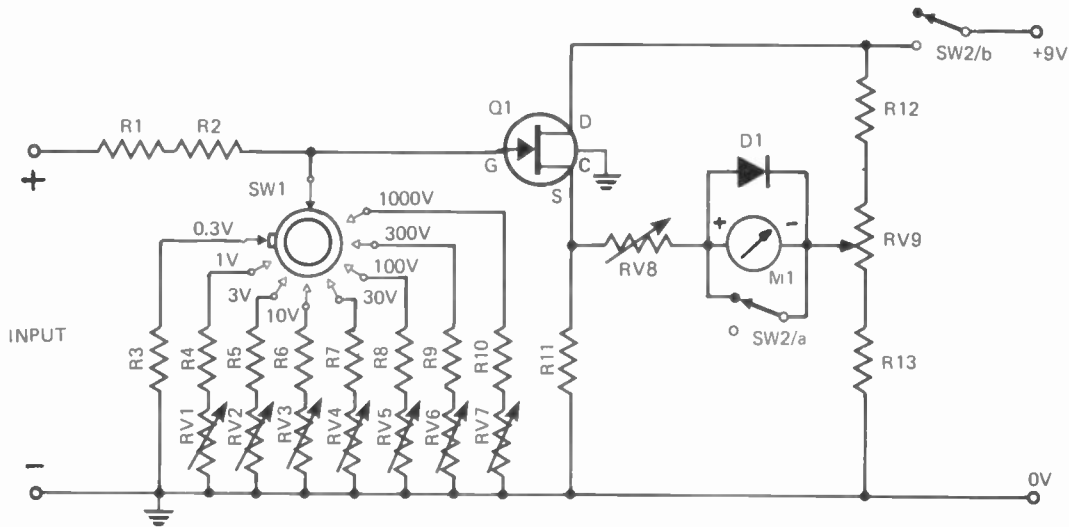 SW2/b
+9V
Q1
D
R12
R1
R2
G
C
S
D1
+
SW1
1000V
0.3V
300V
+
-
RV9
1V
100V
RV8
M1
3V
30V
10V
SW2/a
INPUT
R3
R4
R5
R6
R7
R8
R9
R10
R11
R13
RV1
RV2
RV3
RV4
RV5
RV6
RV7
-
0V